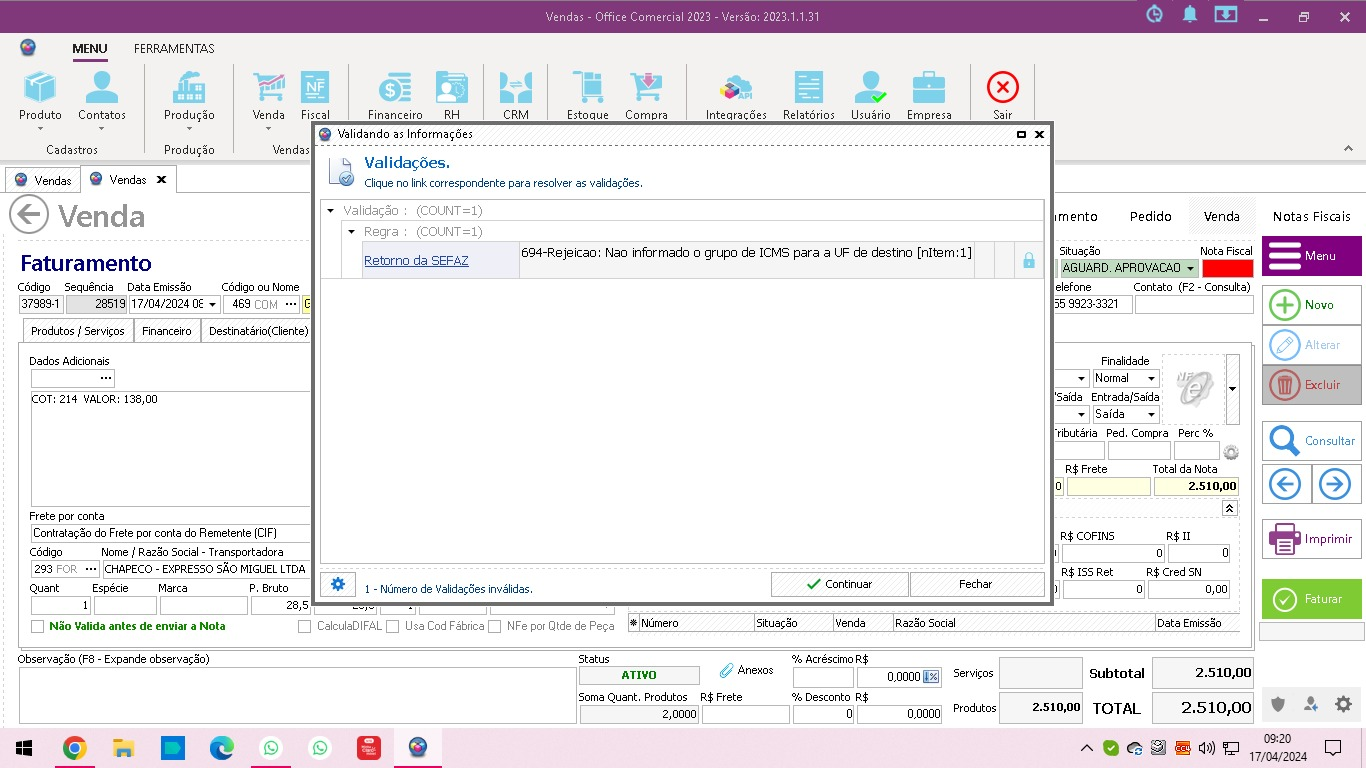 Vendas - Office Comercial 2023 - Versão: 2023.1.1.31
MENU FERRAMENTAS
Produto Contatos Produção Venda Fiscal Financeiro RH CRM Estoque Compra Integrações Relatórios Usuário Empresa Sair
Cadastros Produção Vendas
Vendas Vendas
Venda
Pedido Venda Notas Fiscais
Validando as Informações
Validações.
Clique no link correspondente para resolver as validações.
Validação : (COUNT=1)
Regra : (COUNT=1)
Retorno da SEFAZ 694-Rejeicao: Nao informado o grupo de ICMS para a UF de destino [nItem:1]
1 - Número de Validações inválidas.
Continuar Fechar
Faturamento
Situação Nota Fiscal
AGUARD. APROVACAO
Código Sequência Data Emissão Código ou Nome
Contato (F2 - Consulta)
37989-1 28519 17/04/2024 08 469 COM
55 9923-3321
Produtos / Serviços Financeiro Destinatário(Cliente)
Dados Adicionais
COT: 214 VALOR: 138,00
Finalidade
Normal
Entrada/Saída
Saída
Ped. Compra Perc %
R$ Frete Total da Nota
2.510,00
R$ COFINS R$ II
0 0
R$ ISS Ret R$ Cred SN
0 0,00
Frete por conta
Contratação do Frete por conta do Remetente (CIF)
Código Nome / Razão Social - Transportadora
293 FOR CHAPECO - EXPRESSO SÃO MIGUEL LTDA
Quant Espécie Marca P. Bruto
1 28,5
Não Valida antes de enviar a Nota CalculaDIFAL Usa Cod Fábrica NFe por Qtde de Peça
Número Situação Venda Razão Social Data Emissão
Observação (F8 - Expande observação)
Status
ATIVO
Anexos
% Acréscimo R$
0,0000
Serviços
Subtotal 2.510,00
Soma Quant. Produtos R$ Frete % Desconto R$
2,0000 0 0,0000
Produtos 2.510,00
TOTAL 2.510,00
Menu
Novo
Alterar
Excluir
Consultar
Imprimir
Faturar
09:20
17/04/2024